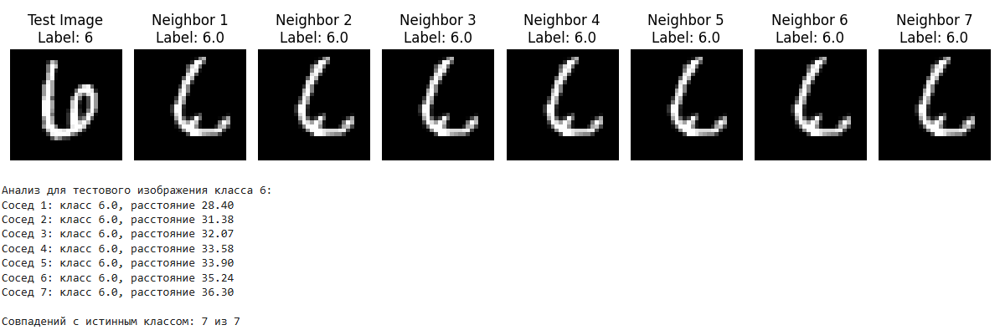 Test Image Neighbor 1 Neighbor 2 Neighbor 3 Neighbor 4 Neighbor 5 Neighbor 6 Neighbor 7
Label: 6 Label: 6.0 Label: 6.0 Label: 6.0 Label: 6.0 Label: 6.0 Label: 6.0 Label: 6.0
Анализ для тестового изображения класса 6:
Сосед 1: класс 6.0, расстояние 28.40
Сосед 2: класс 6.0, расстояние 31.38
Сосед 3: класс 6.0, расстояние 32.07
Сосед 4: класс 6.0, расстояние 33.58
Сосед 5: класс 6.0, расстояние 33.90
Сосед 6: класс 6.0, расстояние 35.24
Сосед 7: класс 6.0, расстояние 36.30
Совпадений с истинным классом: 7 из 7